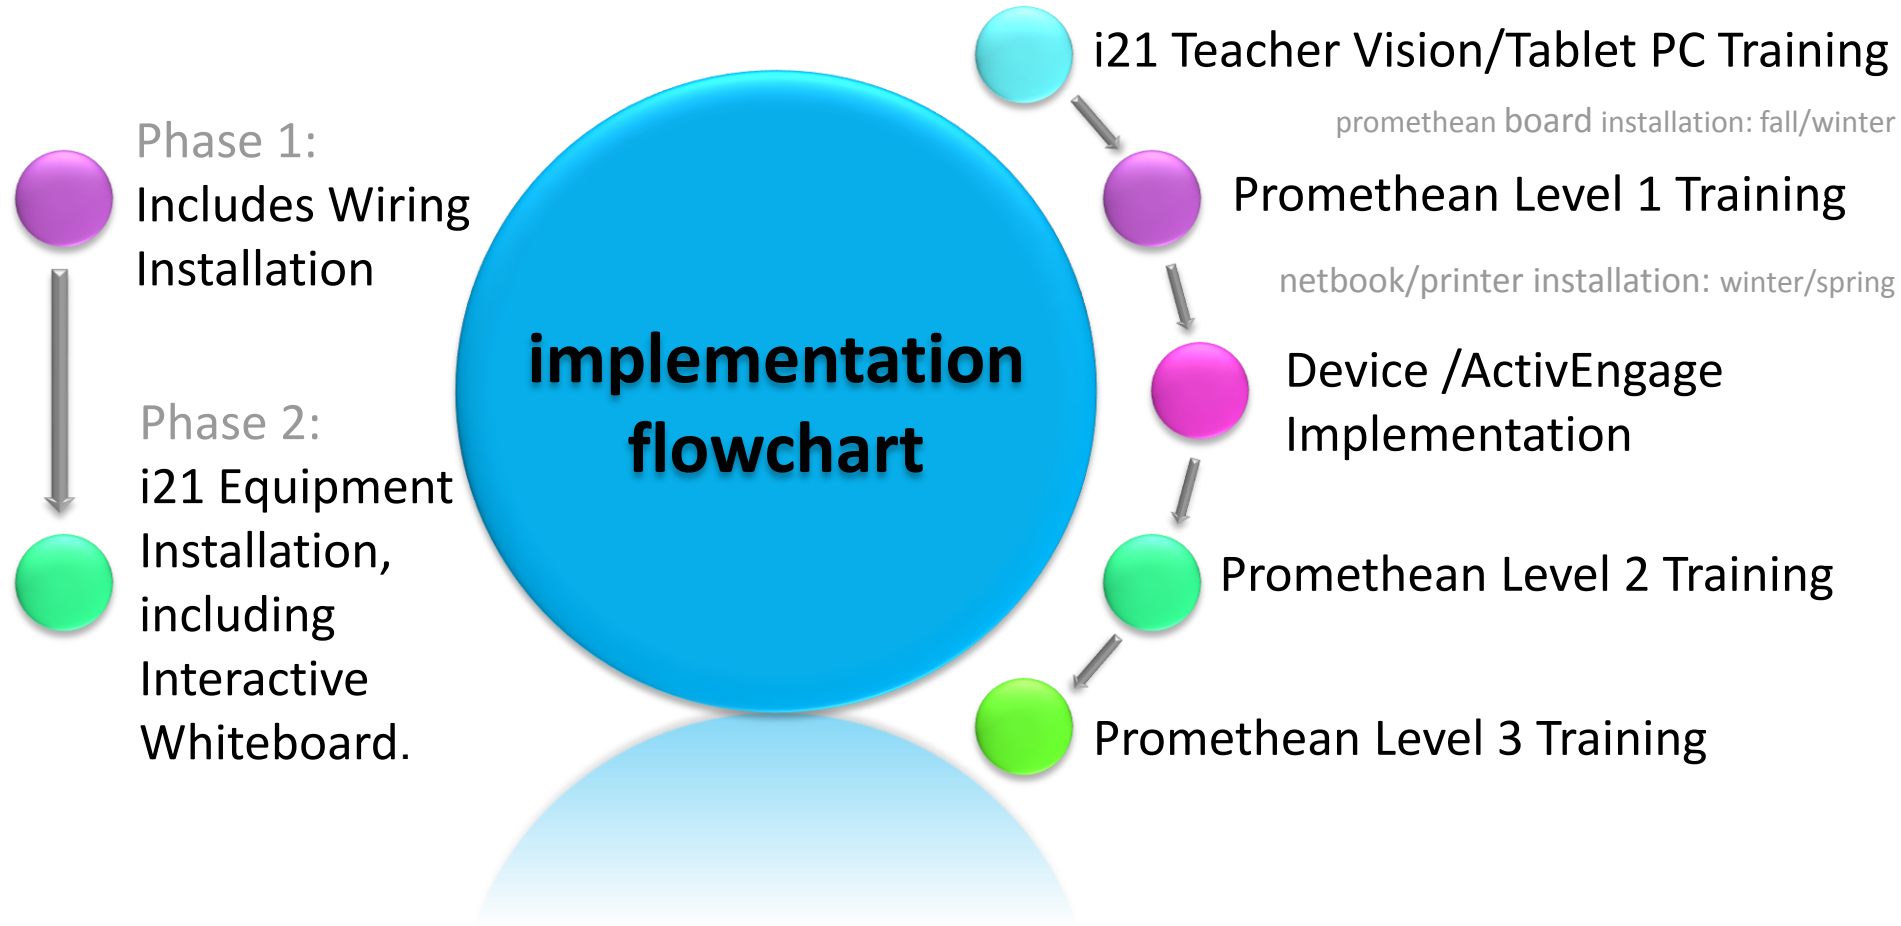 Phase 1:
Includes Wiring
Installation
Phase 2:
i21 Equipment
Installation,
including
Interactive
Whiteboard.
implementation
flowchart
i21 Teacher Vision/Tablet PC Training
promethean board installation: fall/winter
Promethean Level 1 Training
netbook/printer installation: winter/spring
Device /ActivEngage
Implementation
Promethean Level 2 Training
Promethean Level 3 Training